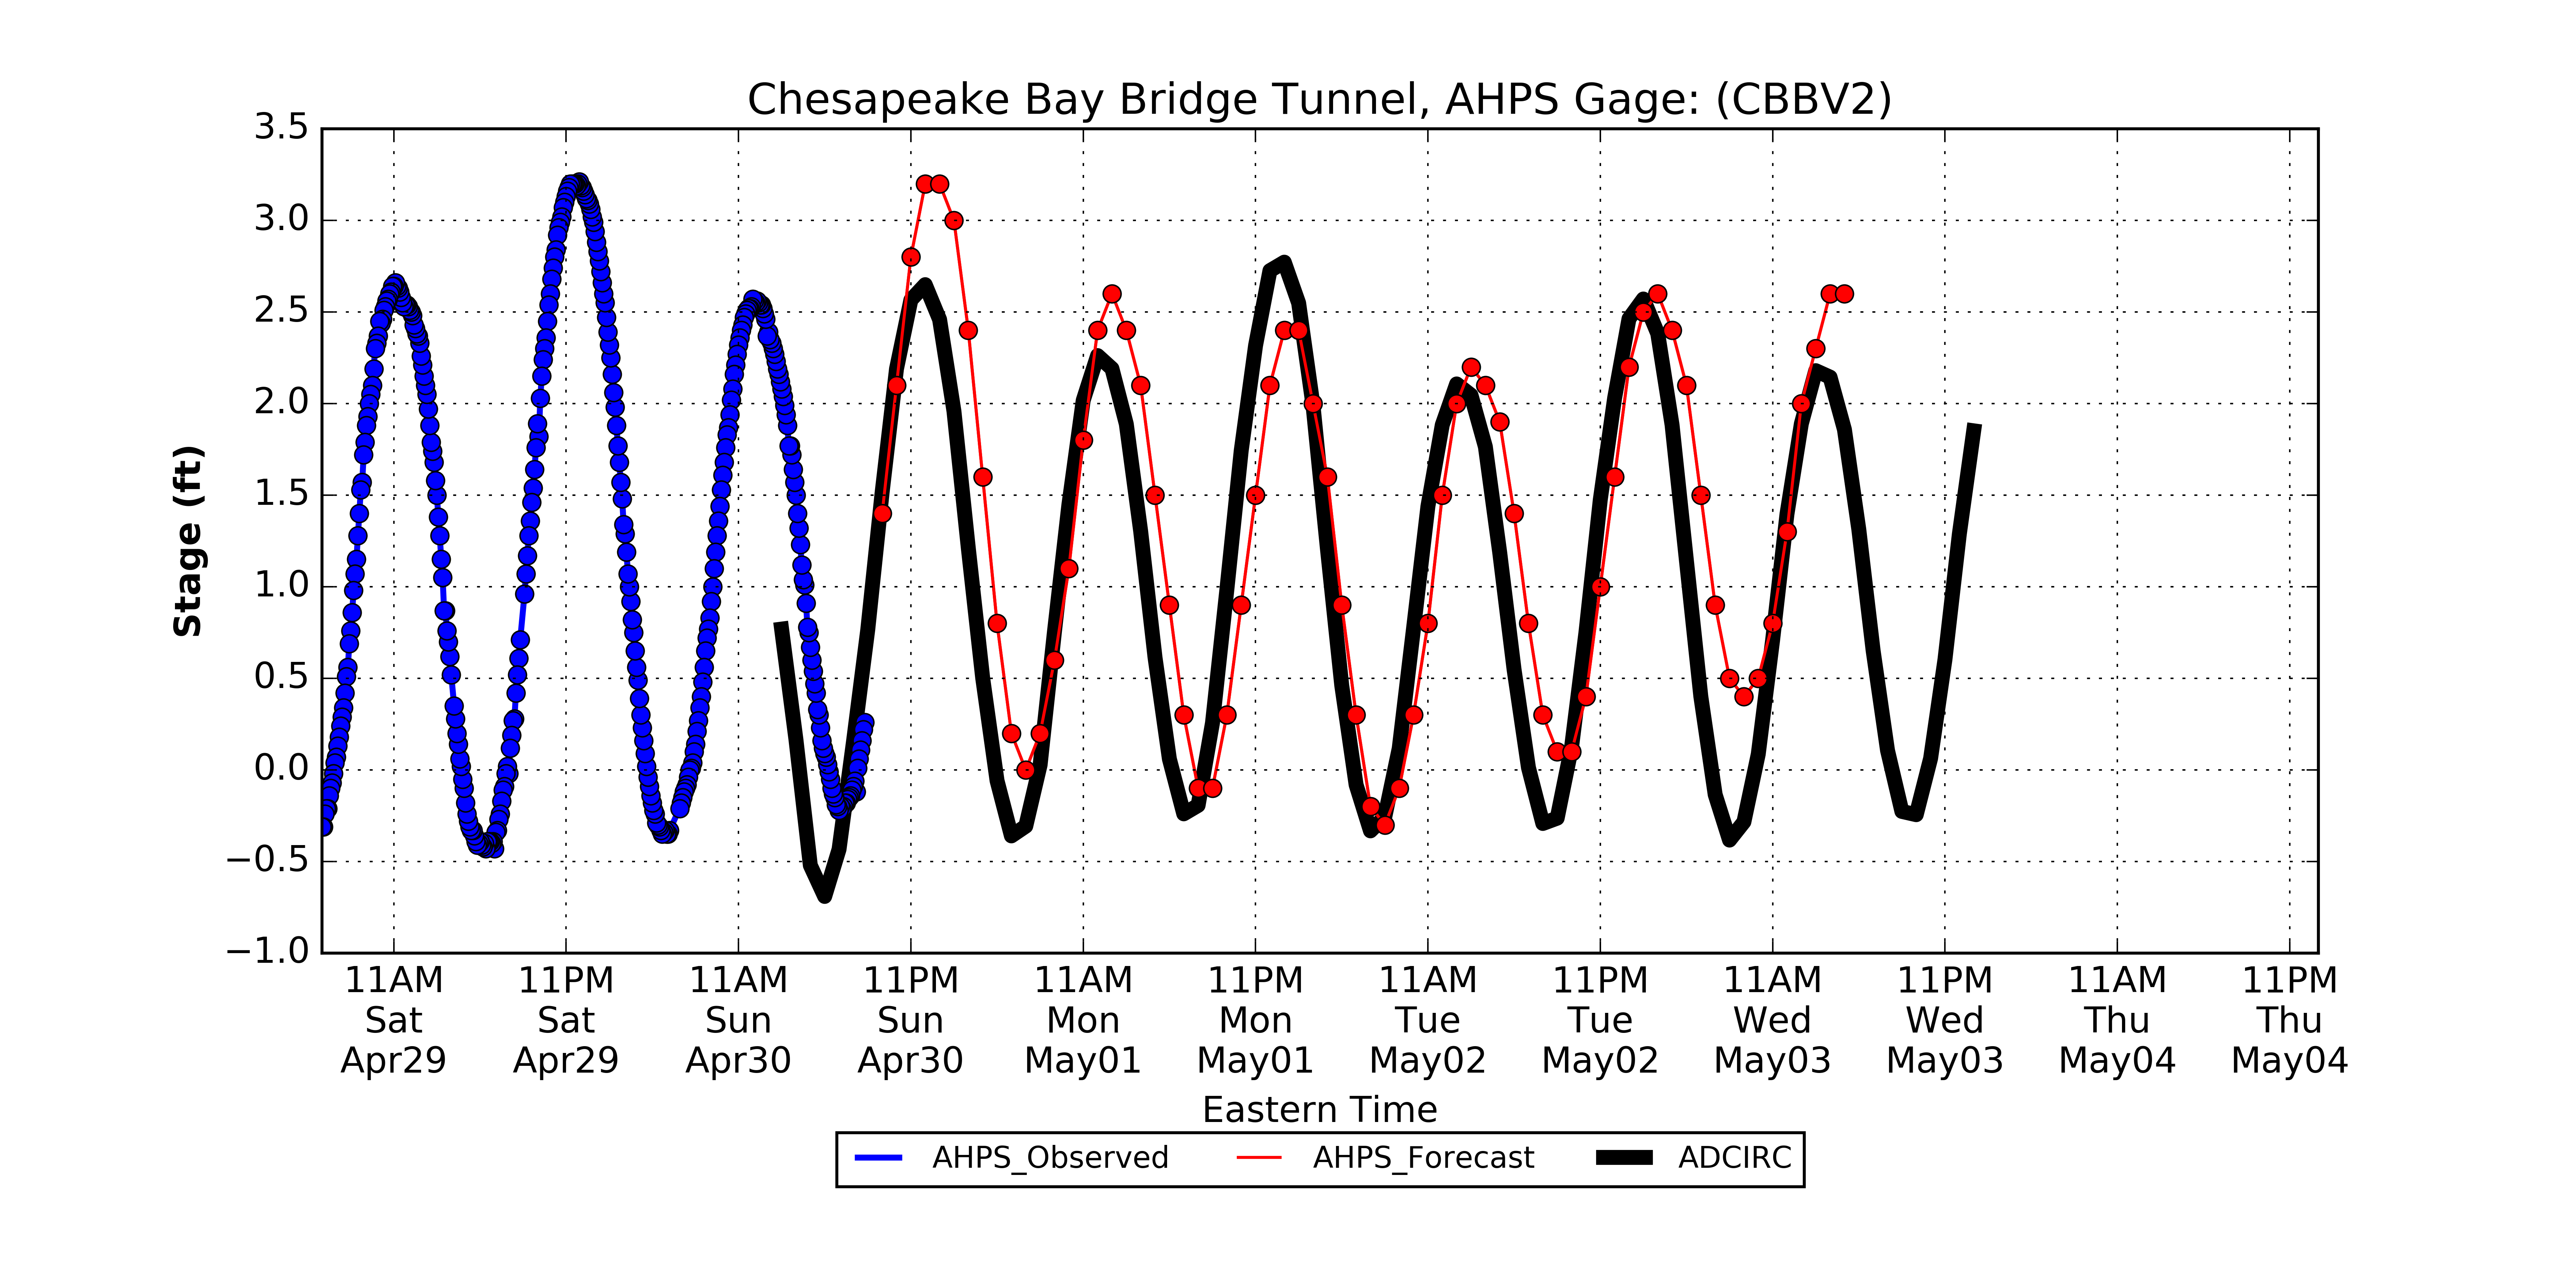 Chesapeake Bay Bridge Tunnel, AHPS Gage: (CBBV2)
3.5
3.0
2.5
2.0
1.5
1.0
0.5
0.0
−0.5
−1.0
Stage (ft)
11AM 11PM 11AM 11PM 11AM 11PM 11AM 11PM 11AM 11PM 11AM 11PM
Sat Sat Sun Sun Mon Mon Tue Tue Wed Wed Thu Thu
Apr29 Apr29 Apr30 Apr30 May01 May01 May02 May02 May03 May03 May04 May04
Eastern Time
AHPS_Observed AHPS_Forecast ADCIRC